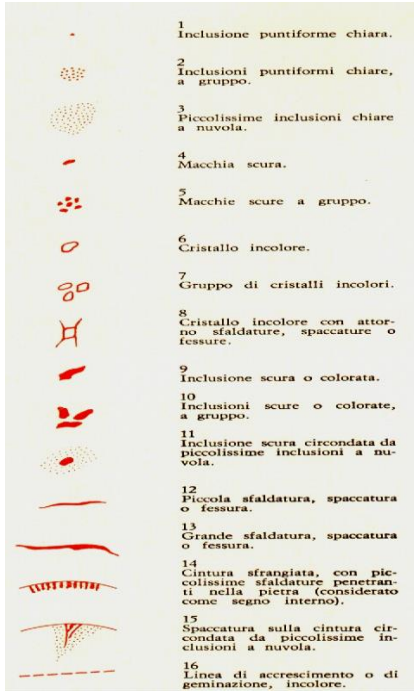 1
Inclusione puntiforme chiara.
2
Inclusioni puntiformi chiare,
a gruppo.
3
Piccolissime inclusioni chiare
a nuvola.
4
Macchia scura.
5
Macchie scure a gruppo.
6
Cristallo incolore.
7
Gruppo di cristalli incolori.
8
Cristallo incolore con attor-
no sfaldature, spaccature o
fessure.
9
Inclusione scura o colorata.
10
Inclusioni scure o colorate,
a gruppo.
11
Inclusione scura circondata da
piccolissime inclusioni a nu-
vola.
12
Piccola sfaldatura, spaccatura
o fessura.
13
Grande sfaldatura, spaccatura
o fessura.
14
Cintura sfrangiata, con pic-
colissime sfaldature penetran-
ti nella pietra (considerato
come segno interno).
15
Spaccatura sulla cintura cir-
condata da piccolissime in-
clusioni a nuvola.
16
Linea di accrescimento o di
geminazione, incolore.